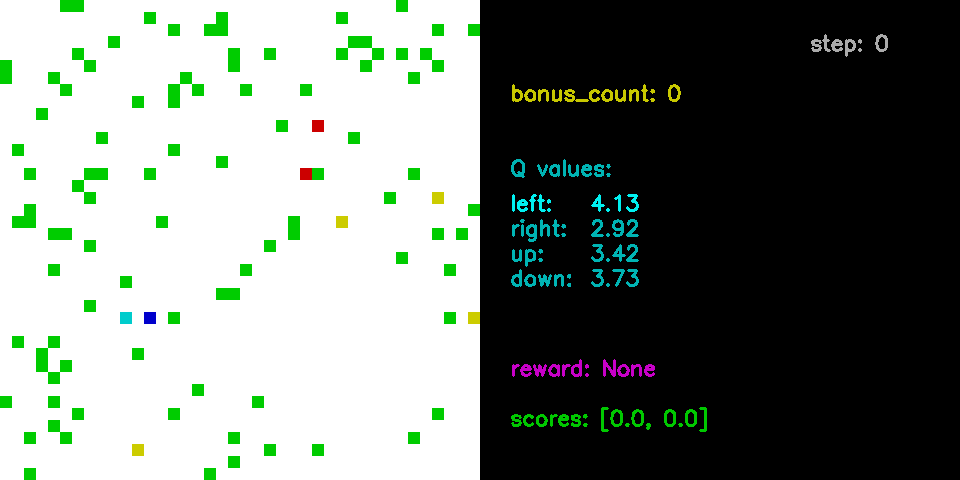 step: 0
bonus_count: 0
Q values:
left: 4.13
right: 2.92
up: 3.42
down: 3.73
reward: None
scores: [0.0, 0.0]